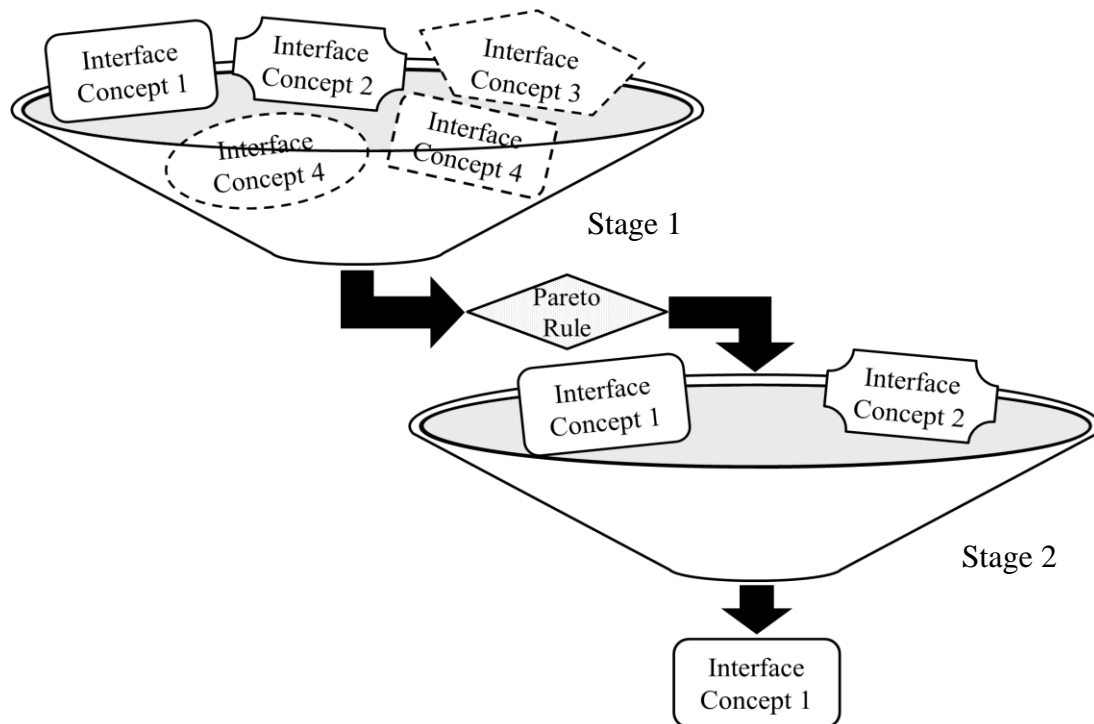 Interface
Concept 1
Interface
Concept 2
Interface
Concept 3
Interface
Concept 4
Interface
Concept 4
Stage 1
Pareto
Rule
Interface
Concept 1
Interface
Concept 2
Stage 2
Interface
Concept 1